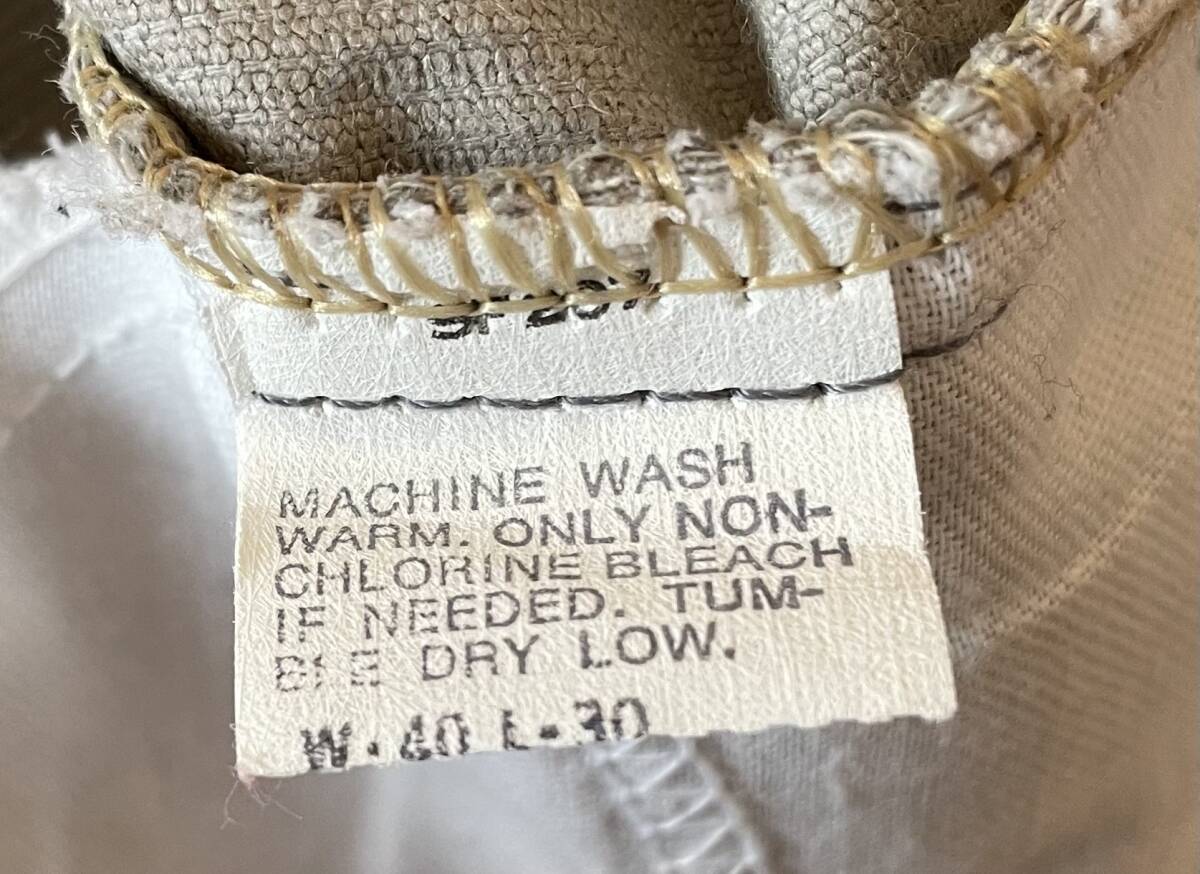 MACHINE WASH
WARM. ONLY NON-
CHLORINE BLEACH
IF NEEDED. TUM-
BLE DRY LOW.
W. 40 L-30